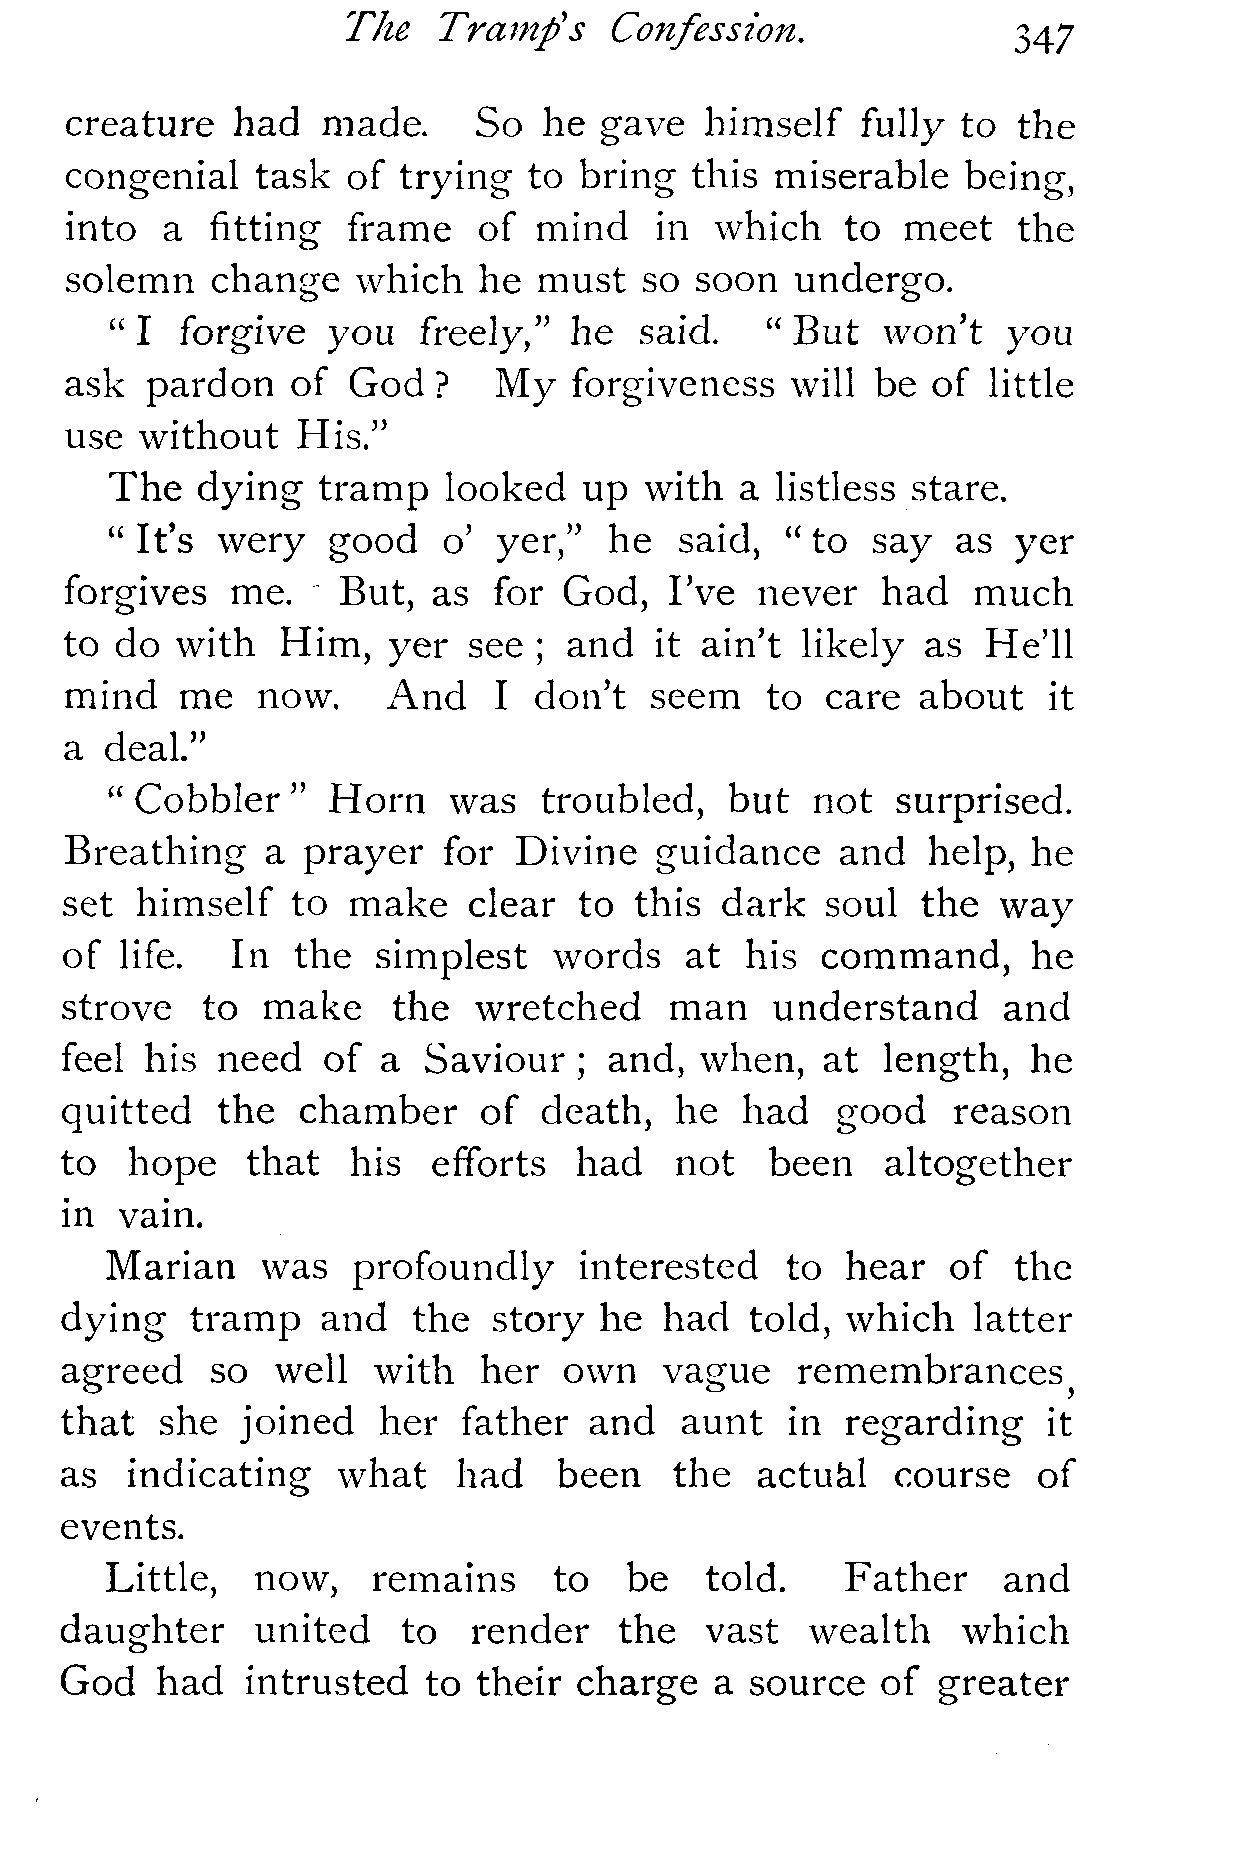 The Tramp's Confession. 347
creature had made. So he gave himself fully to the
congenial task of trying to bring this miserable being,
into a fitting frame of mind in which to meet the
solemn change which he must so soon undergo.
“ I forgive you freely,” he said. “ But won't you
ask pardon of God ? My forgiveness will be of little
use without His.”
The dying tramp looked up with a listless stare.
“ It's wery good o' yer,” he said, “ to say as yer
forgives me. But, as for God, I've never had much
to do with Him, yer see ; and it ain't likely as He'll
mind me now. And I don't seem to care about it
a deal.”
“ Cobbler ” Horn was troubled, but not surprised.
Breathing a prayer for Divine guidance and help, he
set himself to make clear to this dark soul the way
of life. In the simplest words at his command, he
strove to make the wretched man understand and
feel his need of a Saviour ; and, when, at length, he
quitted the chamber of death, he had good reason
to hope that his efforts had not been altogether
in vain.
Marian was profoundly interested to hear of the
dying tramp and the story he had told, which latter
agreed so well with her own vague remembrances,
that she joined her father and aunt in regarding it
as indicating what had been the actual course of
events.
Little, now, remains to be told. Father and
daughter united to render the vast wealth which
God had intrusted to their charge a source of greater